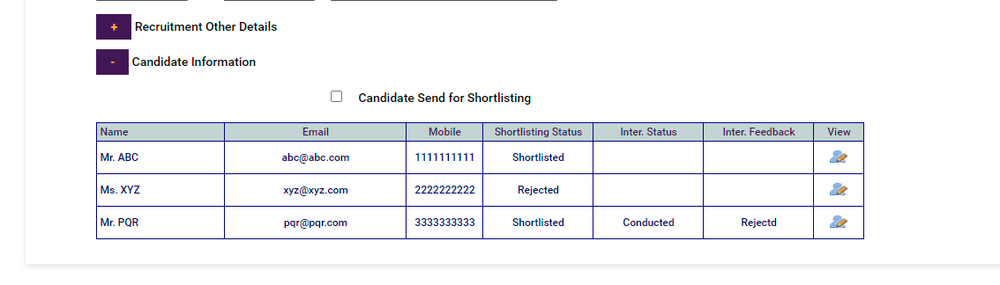 + Recruitment Other Details
- Candidate Information
Candidate Send for Shortlisting
Name Email Mobile Shortlisting Status Inter. Status Inter. Feedback View
Mr. ABC abc@abc.com 1111111111 Shortlisted
Ms. XYZ xyz@xyz.com 2222222222 Rejected
Mr. PQR pqr@pqr.com 3333333333 Shortlisted Conducted Rejectd